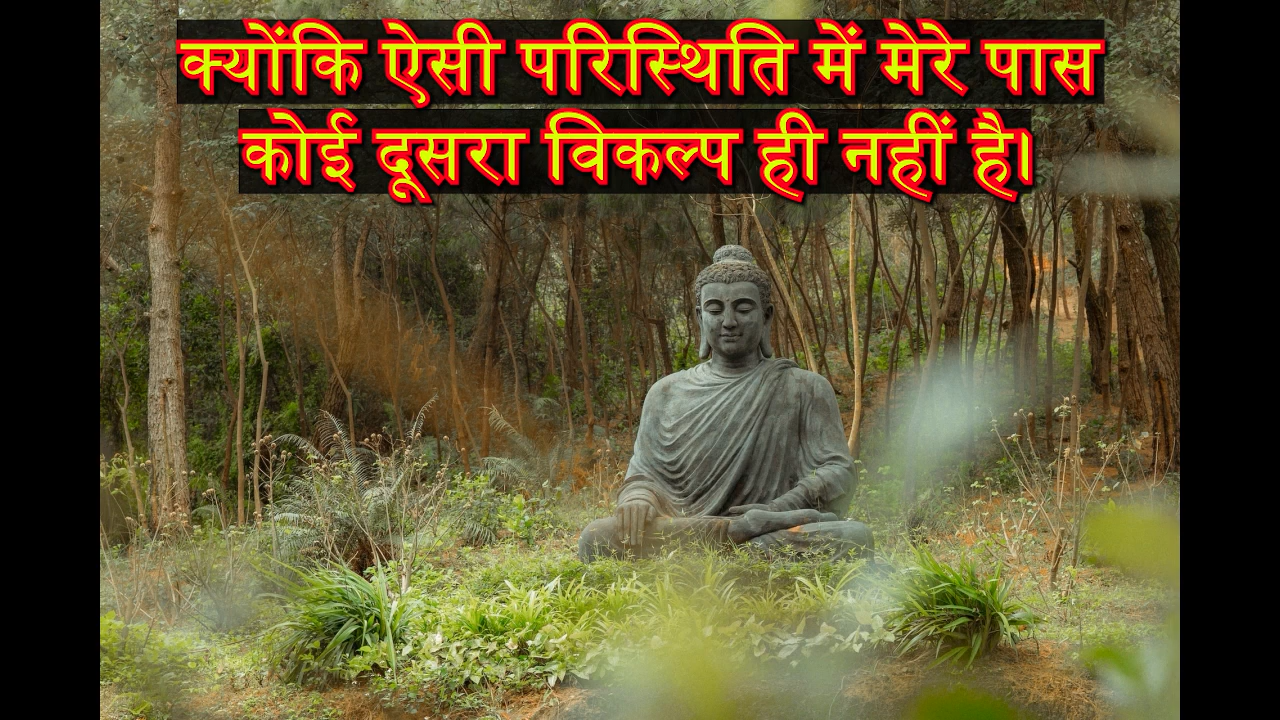 क्योंकि ऐसी परिस्थिति में मेरे पास
कोई दूसरा विकल्प ही नहीं है।